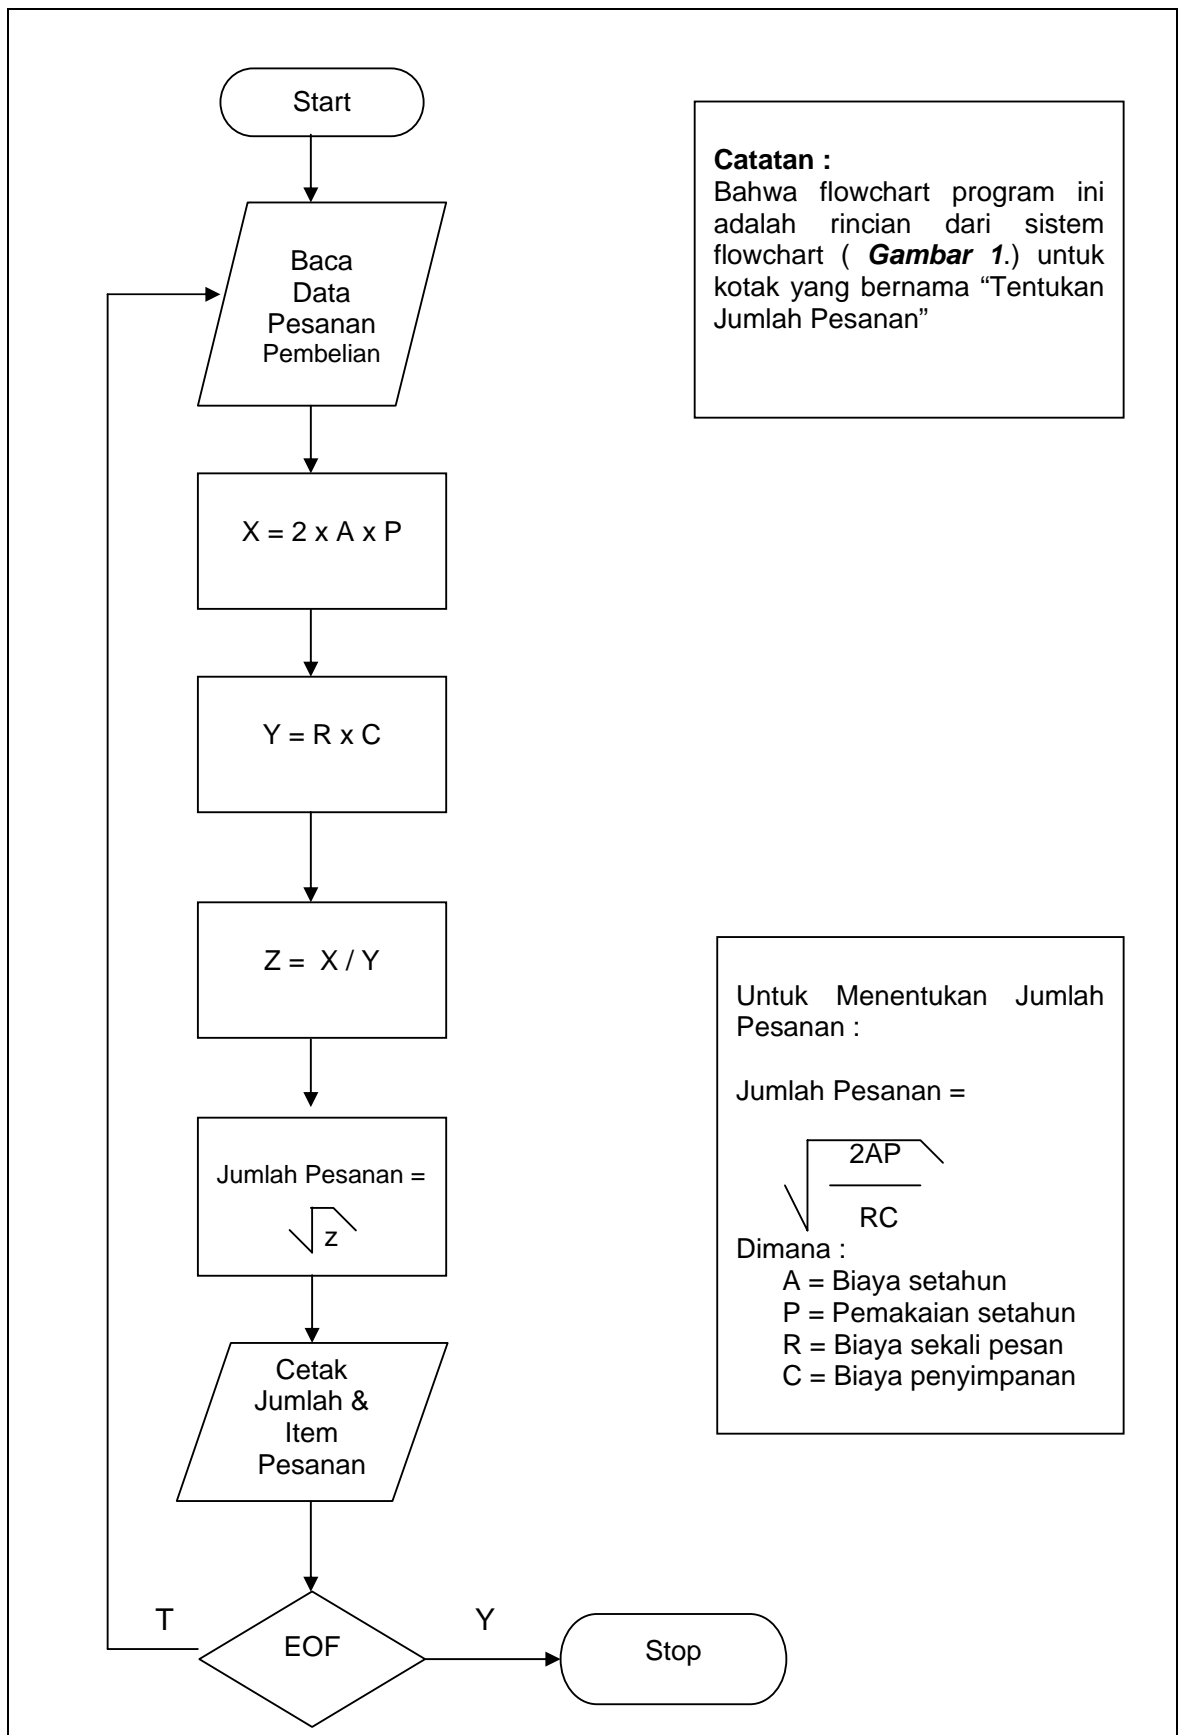 Start
Baca
Data
Pesanan
Pembelian
X = 2 x A x P
Y = R x C
Z = X / Y
Jumlah Pesanan =
√z
Cetak
Jumlah &
Item
Pesanan
EOF
T
Y
Stop
Catatan :
Bahwa flowchart program ini
adalah rincian dari sistem
flowchart ( Gambar 1.) untuk
kotak yang bernama “Tentukan
Jumlah Pesanan”
Untuk Menentukan Jumlah
Pesanan :
Jumlah Pesanan =
√
2AP
RC
Dimana :
A = Biaya setahun
P = Pemakaian setahun
R = Biaya sekali pesan
C = Biaya penyimpanan